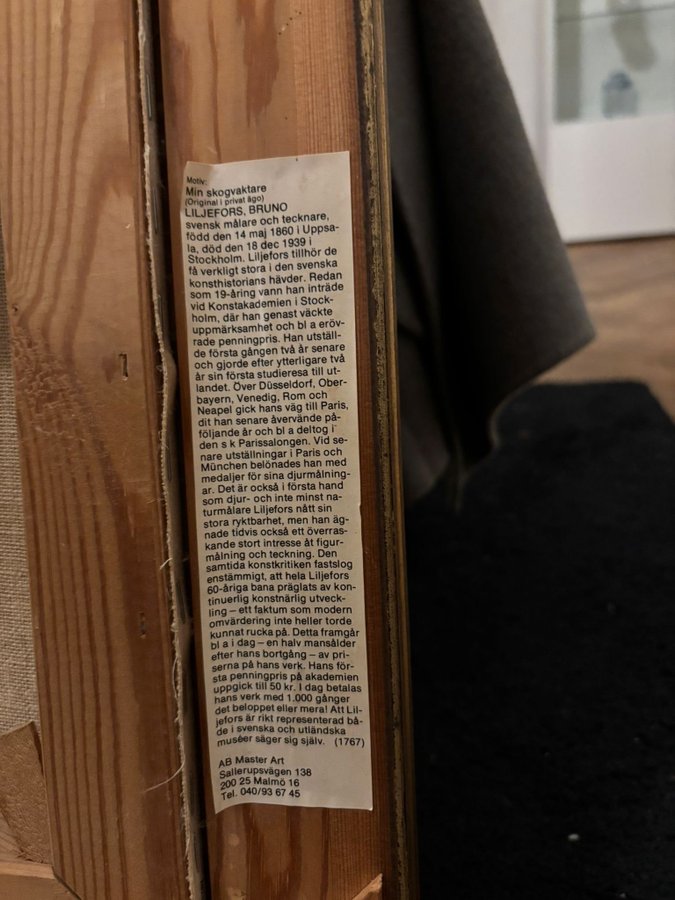 Motiv:
Min skogvaktare
(Original i privat ägo)
LILJEFORS, BRUNO
svensk målare och tecknare,
född den 14 maj 1860 i Uppsa-
la, död den 18 dec 1939 i
Stockholm. Liljefors tillhör de
få verkligt stora i den svenska
konsthistorians hävder. Redan
som 19-åring vann han inträde
vid Konstakademien i Stock-
holm, där han genast väckte
uppmärksamhet och bl a eröv-
rade penningpris. Han utställ-
de första gången två år senare
och gjorde efter ytterligare två
år sin första studieresa till ut-
landet. Över Düsseldorf, Ober-
bayern, Venedig, Rom och
Neapel gick hans väg till Paris,
dit han senare åvervände på-
följande år och bl a deltog i
den s k Parissalongen. Vid se-
nare utställningar i Paris och
München belönades han med
medaljer för sina djurmålning-
ar. Det är också i första hand
som djur- och inte minst na-
turmålare Liljefors nått sin
stora ryktbarhet, men han äg-
nade tidvis också ett överras-
kande stort intresse åt figur-
målning och teckning. Den
samtida konstkritiken fastslog
enstämmigt, att hela Liljefors
60-åriga bana präglats av kon-
tinuerlig konstnärlig utveck-
ling – ett faktum som modern
omvärdering inte heller torde
kunnat rucka på. Detta framgår
bl a i dag – en halv mansålder
efter hans bortgång – av pri-
serna på hans verk. Hans för-
sta penningpris på akademien
uppgick till 50 kr. I dag betalas
hans verk med 1.000 gånger
det beloppet eller mera! Att Lil-
jefors är rikt representerad bå-
de i svenska och utländska
muséer säger sig själv. (1767)
AB Master Art
Sallerupsvägen 138
200 25 Malmö 16
Tel. 040/93 67 45